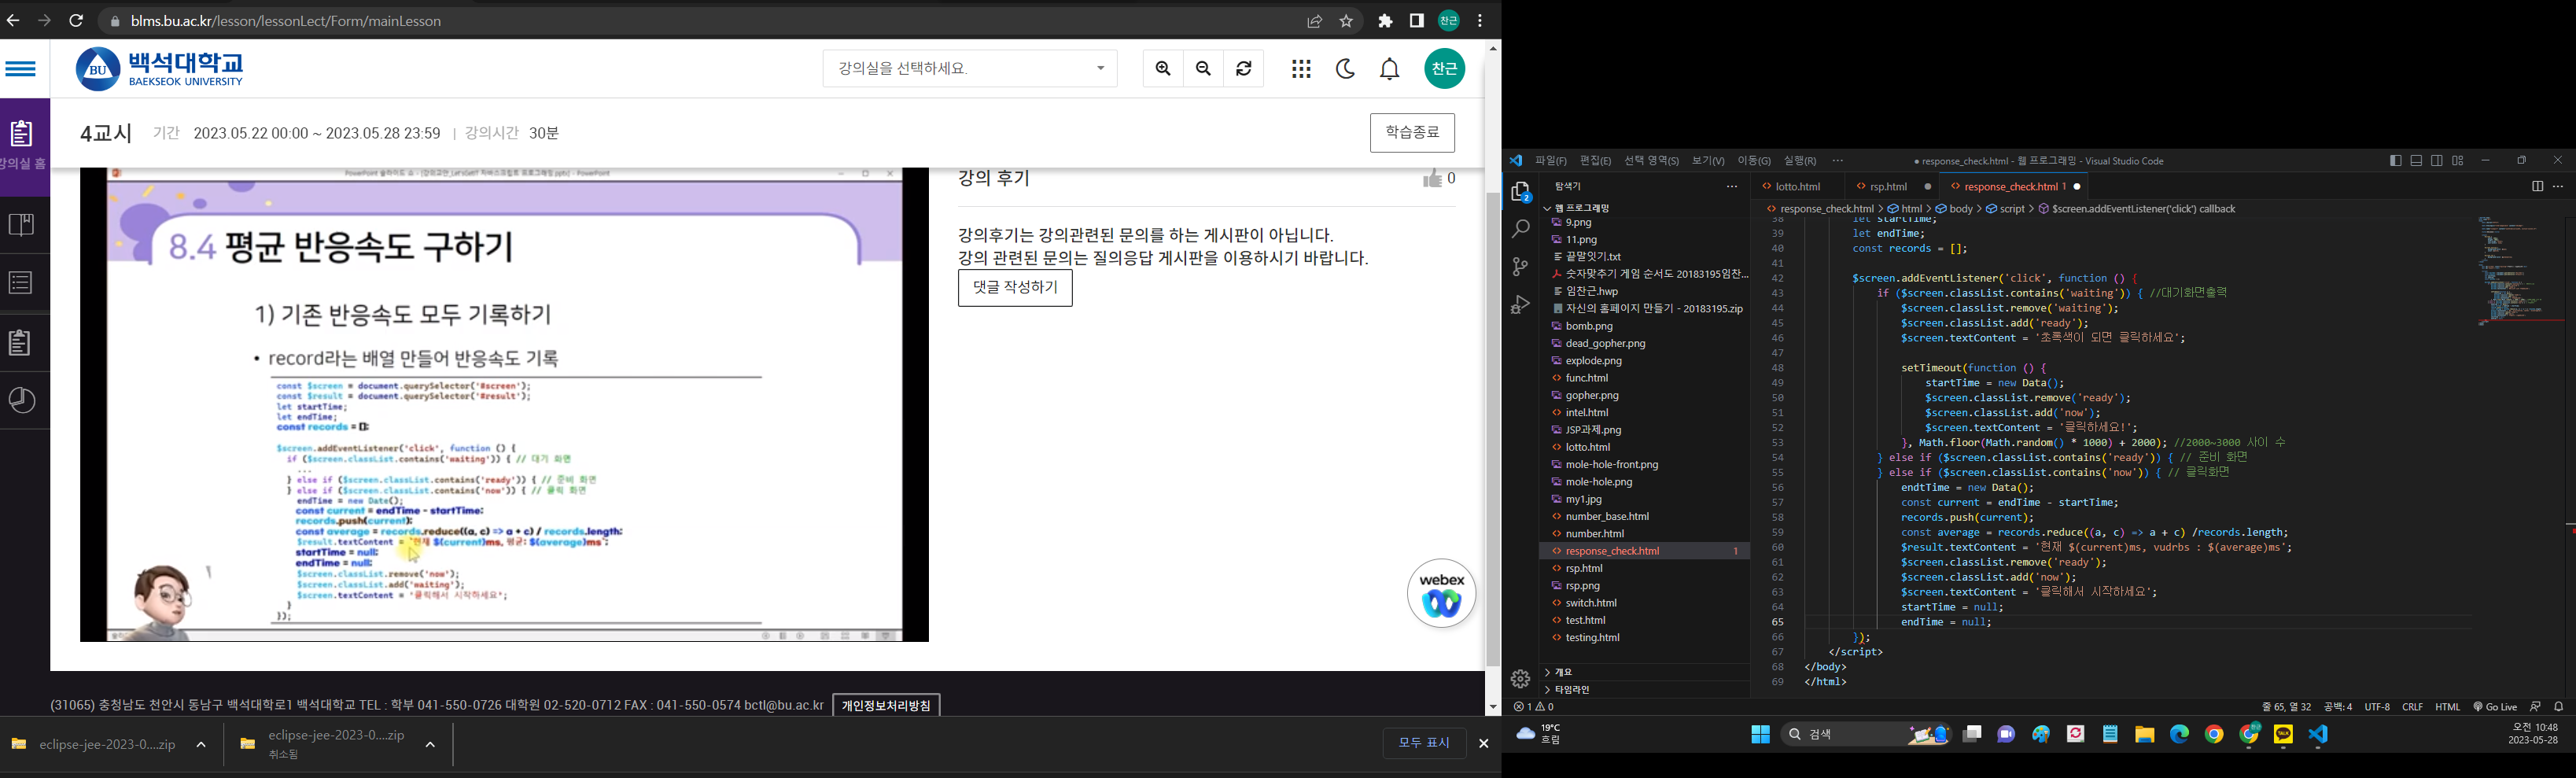 blms.bu.ac.kr/lesson/lessonLect/Form/mainLesson
찬근
BU
백석대학교
BAEKSEOK UNIVERSITY
강의실을 선택하세요.
찬근
강의실 홈
4교시 기간 2023.05.22 00:00 ~ 2023.05.28 23:59 | 강의시간 30분
학습종료
8.4 평균 반응속도 구하기
1) 기존 반응속도 모두 기록하기
• record라는 배열 만들어 반응속도 기록
const $screen = document.querySelector('#screen');
const $result = document.querySelector('#result');
let startTime;
let endTime;
const records = [];
$screen.addEventListener('click', function () {
if ($screen.classList.contains('waiting')) { // 대기 화면
...
} else if ($screen.classList.contains('ready')) { // 준비 화면
} else if ($screen.classList.contains('now')) { // 클릭 화면
endTime = new Date();
const current = endTime - startTime;
records.push(current);
const average = records.reduce((a, c) => a + c) / records.length;
$result.textContent = `현재 ${current}ms, 평균: ${average}ms`;
startTime = null;
endTime = null;
$screen.classList.remove('now');
$screen.classList.add('waiting');
$screen.textContent = '클릭해서 시작하세요';
}
});
강의 후기
0
강의후기는 강의관련된 문의를 하는 게시판이 아닙니다.
강의 관련된 문의는 질의응답 게시판을 이용하시기 바랍니다.
댓글 작성하기
webex
(31065) 충청남도 천안시 동남구 백석대학로1 백석대학교 TEL : 학부 041-550-0726 대학원 02-520-0712 FAX : 041-550-0574 bctl@bu.ac.kr 개인정보처리방침
eclipse-jee-2023-0....zip
eclipse-jee-2023-0....zip
취소됨
모두 표시
파일(F) 편집(E) 선택 영역(S) 보기(V) 이동(G) 실행(R) ···
● response_check.html - 웹 프로그래밍 - Visual Studio Code
탐색기
2
웹 프로그래밍
9.png
11.png
끝말잇기.txt
숫자맞추기 게임 순서도 20183195임찬...
임찬근.hwp
자신의 홈페이지 만들기 - 20183195.zip
bomb.png
dead_gopher.png
explode.png
func.html
gopher.png
intel.html
JSP과제.png
lotto.html
mole-hole-front.png
mole-hole.png
my1.jpg
number_base.html
number.html
response_check.html 1
rsp.html
rsp.png
switch.html
test.html
testing.html
개요
타임라인
lotto.html
rsp.html
response_check.html 1
response_check.html > html > body > script > $screen.addEventListener('click') callback
38 let startTime;
39 let endTime;
40 const records = [];
41
42 $screen.addEventListener('click', function () {
43 if ($screen.classList.contains('waiting')) { //대기화면출력
44 $screen.classList.remove('waiting');
45 $screen.classList.add('ready');
46 $screen.textContent = '초록색이 되면 클릭하세요';
47
48 setTimeout(function () {
49 startTime = new Data();
50 $screen.classList.remove('ready');
51 $screen.classList.add('now');
52 $screen.textContent = '클릭하세요!';
53 }, Math.floor(Math.random() * 1000) + 2000); //2000~3000 사이 수
54 } else if ($screen.classList.contains('ready')) { // 준비 화면
55 } else if ($screen.classList.contains('now')) { // 클릭화면
56 endtTime = new Data();
57 const current = endTime - startTime;
58 records.push(current);
59 const average = records.reduce((a, c) => a + c) /records.length;
60 $result.textContent = '현재 $(current)ms, vudrbs : $(average)ms';
61 $screen.classList.remove('ready');
62 $screen.classList.add('now');
63 $screen.textContent = '클릭해서 시작하세요';
64 startTime = null;
65 endTime = null;
66 });
67 </script>
68 </body>
69 </html>
1 0
줄 65, 열 32 공백: 4 UTF-8 CRLF HTML Go Live
19°C
흐림
검색
오전 10:48
2023-05-28